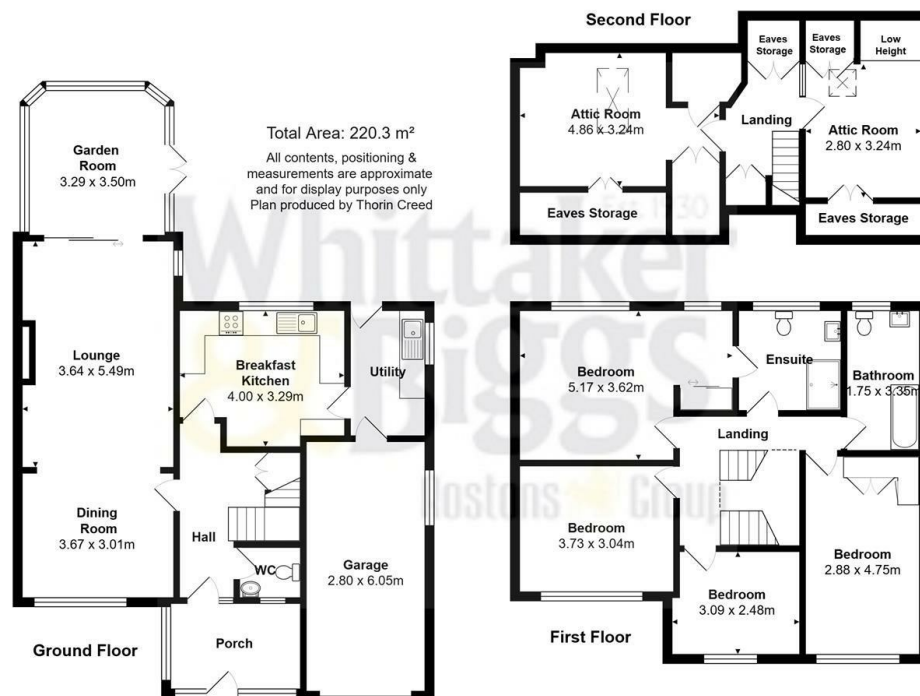 Second Floor
Eaves
Storage
Eaves
Storage
Low
Height
Attic Room
4.86 x 3.24m
Landing
Attic Room
2.80 x 3.24m
Eaves Storage
Eaves Storage
Total Area: 220.3 m²
All contents, positioning &
measurements are approximate
and for display purposes only
Plan produced by Thorin Creed
Garden
Room
3.29 x 3.50m
Lounge
3.64 x 5.49m
Breakfast
Kitchen
4.00 x 3.29m
Utility
Dining
Room
3.67 x 3.01m
Hall
WC
Garage
2.80 x 6.05m
Porch
Ground Floor
Bedroom
5.17 x 3.62m
Ensuite
Bathroom
1.75 x 3.35m
Landing
Bedroom
3.73 x 3.04m
Bedroom
2.88 x 4.75m
Bedroom
3.09 x 2.48m
First Floor
Est 1930
Whittaker
& Biggs
Hostons Group